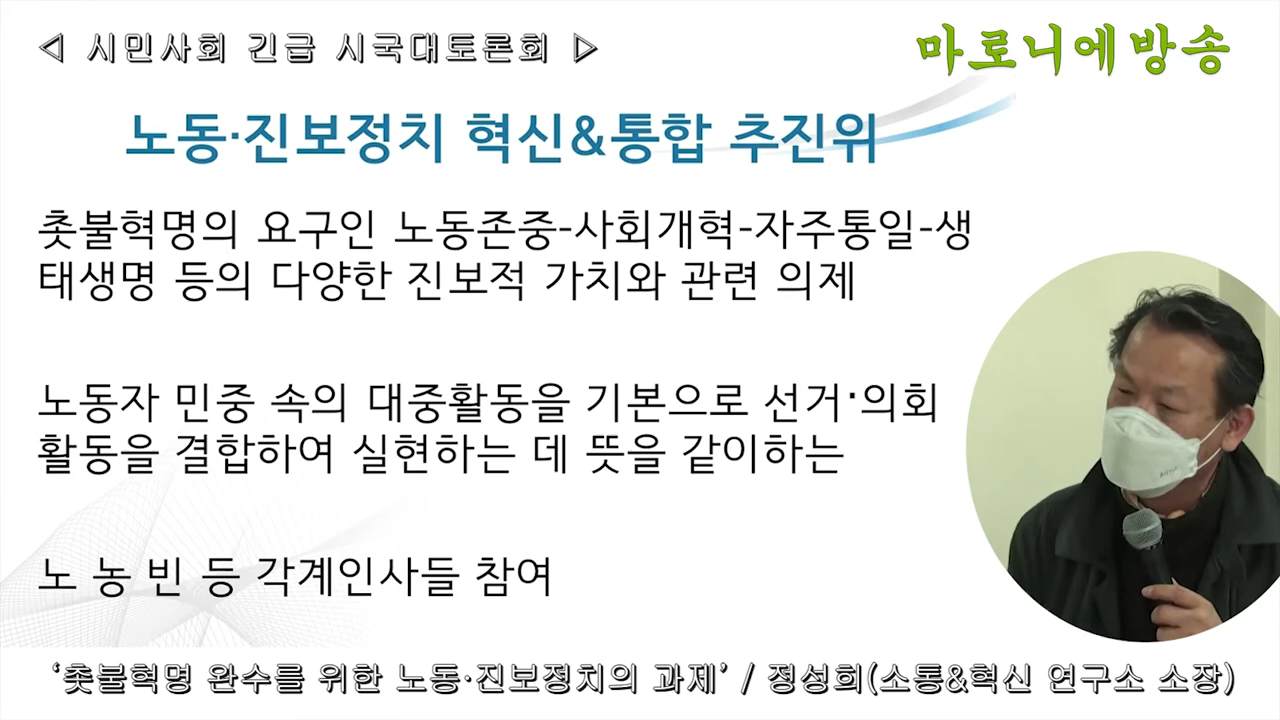 ◁ 시민사회 긴급 시국대토론회 ▷
마로니에방송
노동·진보정치 혁신&통합 추진위
촛불혁명의 요구인 노동존중-사회개혁-자주통일-생
태생명 등의 다양한 진보적 가치와 관련 의제
노동자 민중 속의 대중활동을 기본으로 선거·의회
활동을 결합하여 실현하는 데 뜻을 같이하는
노 농 빈 등 각계인사들 참여
‘촛불혁명 완수를 위한 노동·진보정치의 과제’ / 정성희(소통&혁신 연구소 소장)